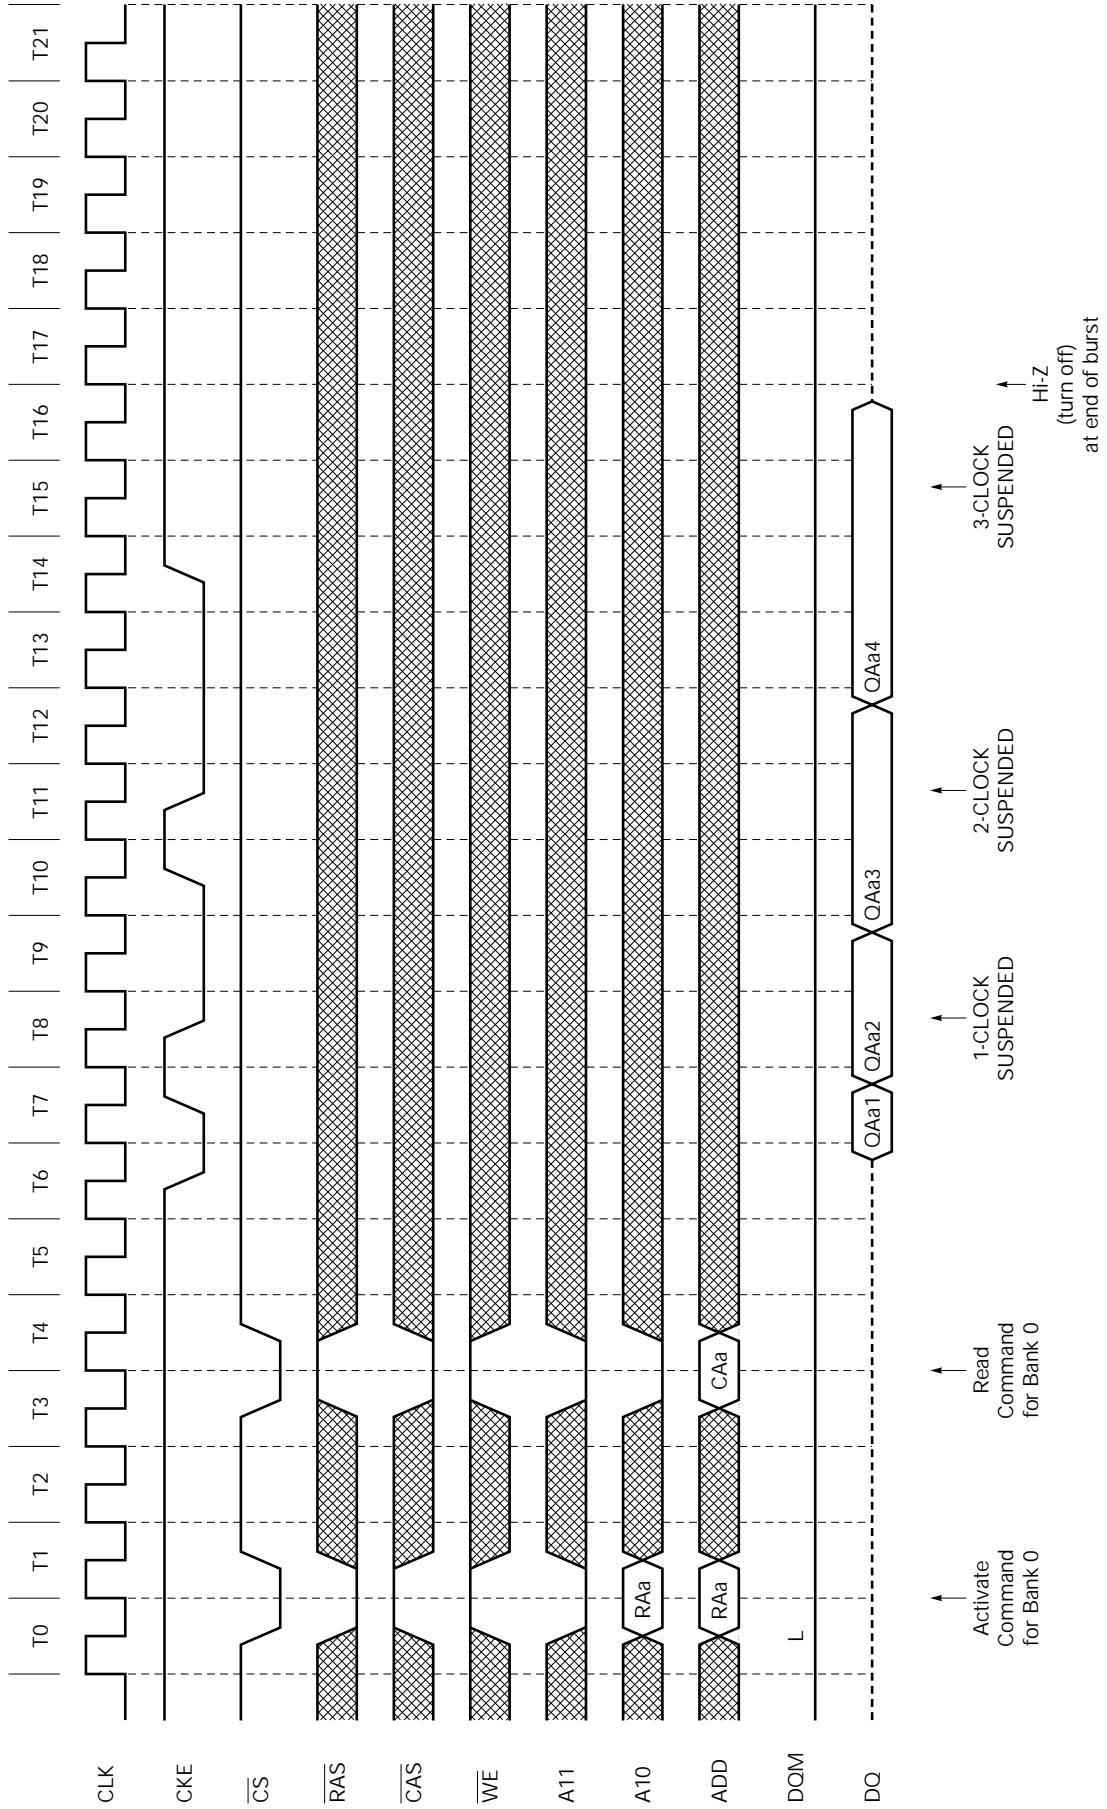 T0 T1 T2 T3 T4 T5 T6 T7 T8 T9 T10 T11 T12 T13 T14 T15 T16 T17 T18 T19 T20 T21
CLK
CKE
CS
RAS
CAS
WE
A11
A10 RAa
ADD RAa CAa
DQM L
DQ QAa1 QAa2 QAa3 QAa4
Activate
Command
for Bank 0
Read
Command
for Bank 0
1-CLOCK
SUSPENDED
2-CLOCK
SUSPENDED
3-CLOCK
SUSPENDED
Hi-Z
(turn off)
at end of burst